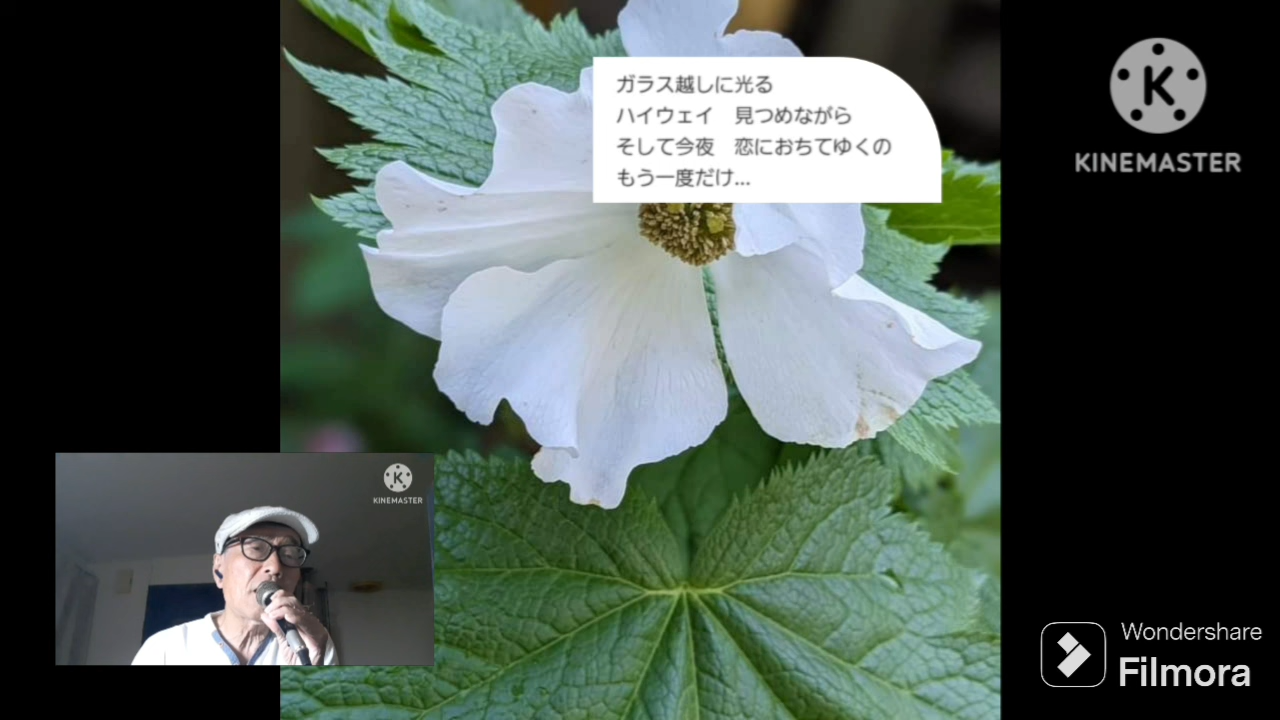 ガラス越しに光る
ハイウェイ　見つめながら
そして今夜　恋におちてゆくの
もう一度だけ...
KINEMASTER
KINEMASTER
Wondershare
Filmora